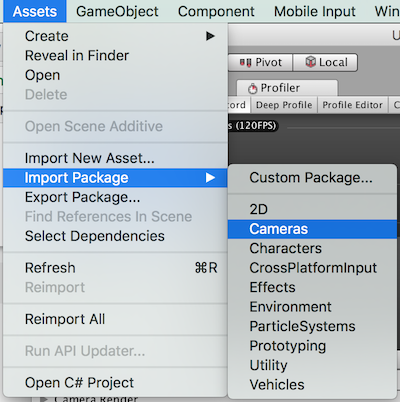 Assets GameObject Component Mobile Input Win
Create
Reveal in Finder
Open
Delete
Open Scene Additive
Import New Asset...
Import Package
Export Package...
Find References In Scene
Select Dependencies
Refresh ⌘R
Reimport
Reimport All
Run API Updater...
Open C# Project
Pivot Local
Profiler
ord Deep Profile Profile Editor
(120FPS)
Custom Package...
2D
Cameras
Characters
CrossPlatformInput
Effects
Environment
ParticleSystems
Prototyping
Utility
Vehicles
Camera Render